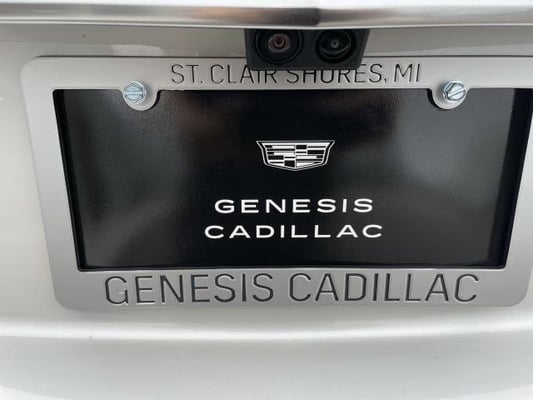 ST. CLAIR SHORES, MI
GENESIS
CADILLAC
GENESIS CADILLAC